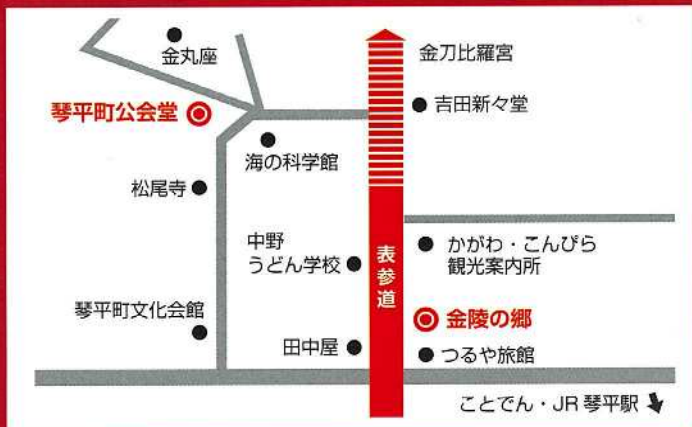 金丸座
金刀比羅宮
琴平町公会堂
吉田新々堂
海の科学館
松尾寺
中野
うどん学校
表参道
かがわ・こんぴら
観光案内所
琴平町文化会館
金陵の郷
田中屋
つるや旅館
ことでん・JR 琴平駅